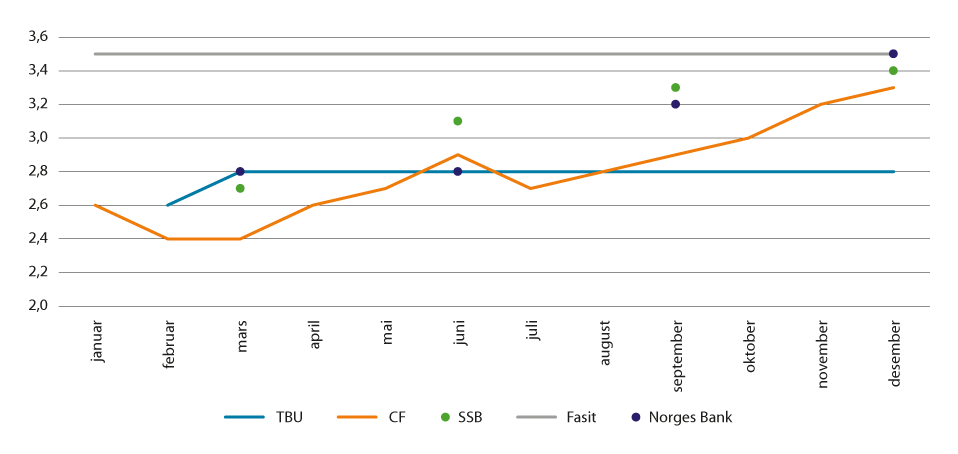 3,6
3,4
3,2
3,0
2,8
2,6
2,4
2,2
2,0
januar
februar
mars
april
mai
juni
juli
august
september
oktober
november
desember
TBU CF SSB Fasit Norges Bank